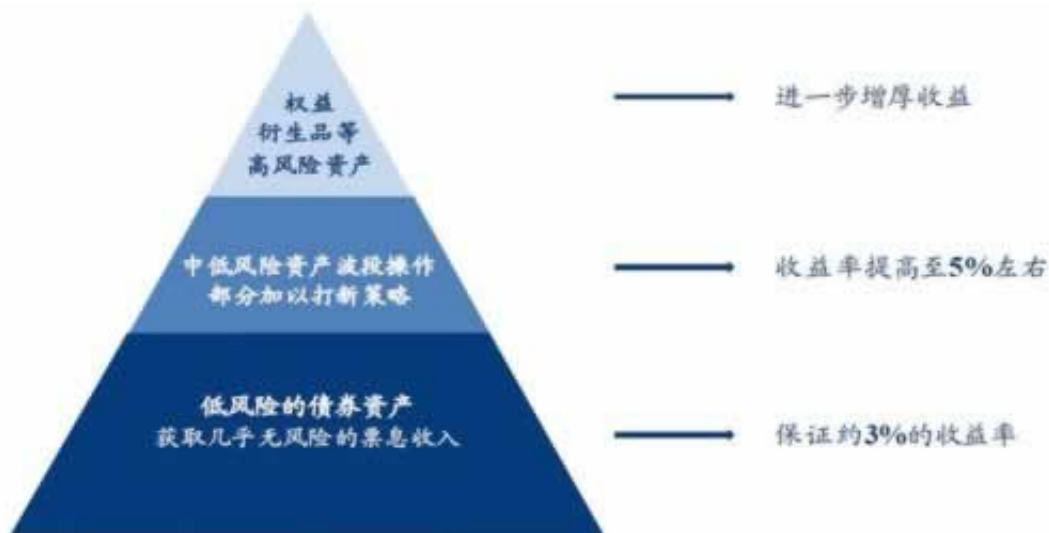 权益
衍生品等
高风险资产
进一步增厚收益
中低风险资产波段操作
部分加以打新策略
收益率提高至5%左右
低风险的债券资产
获取几乎无风险的票息收入
保证约3%的收益率